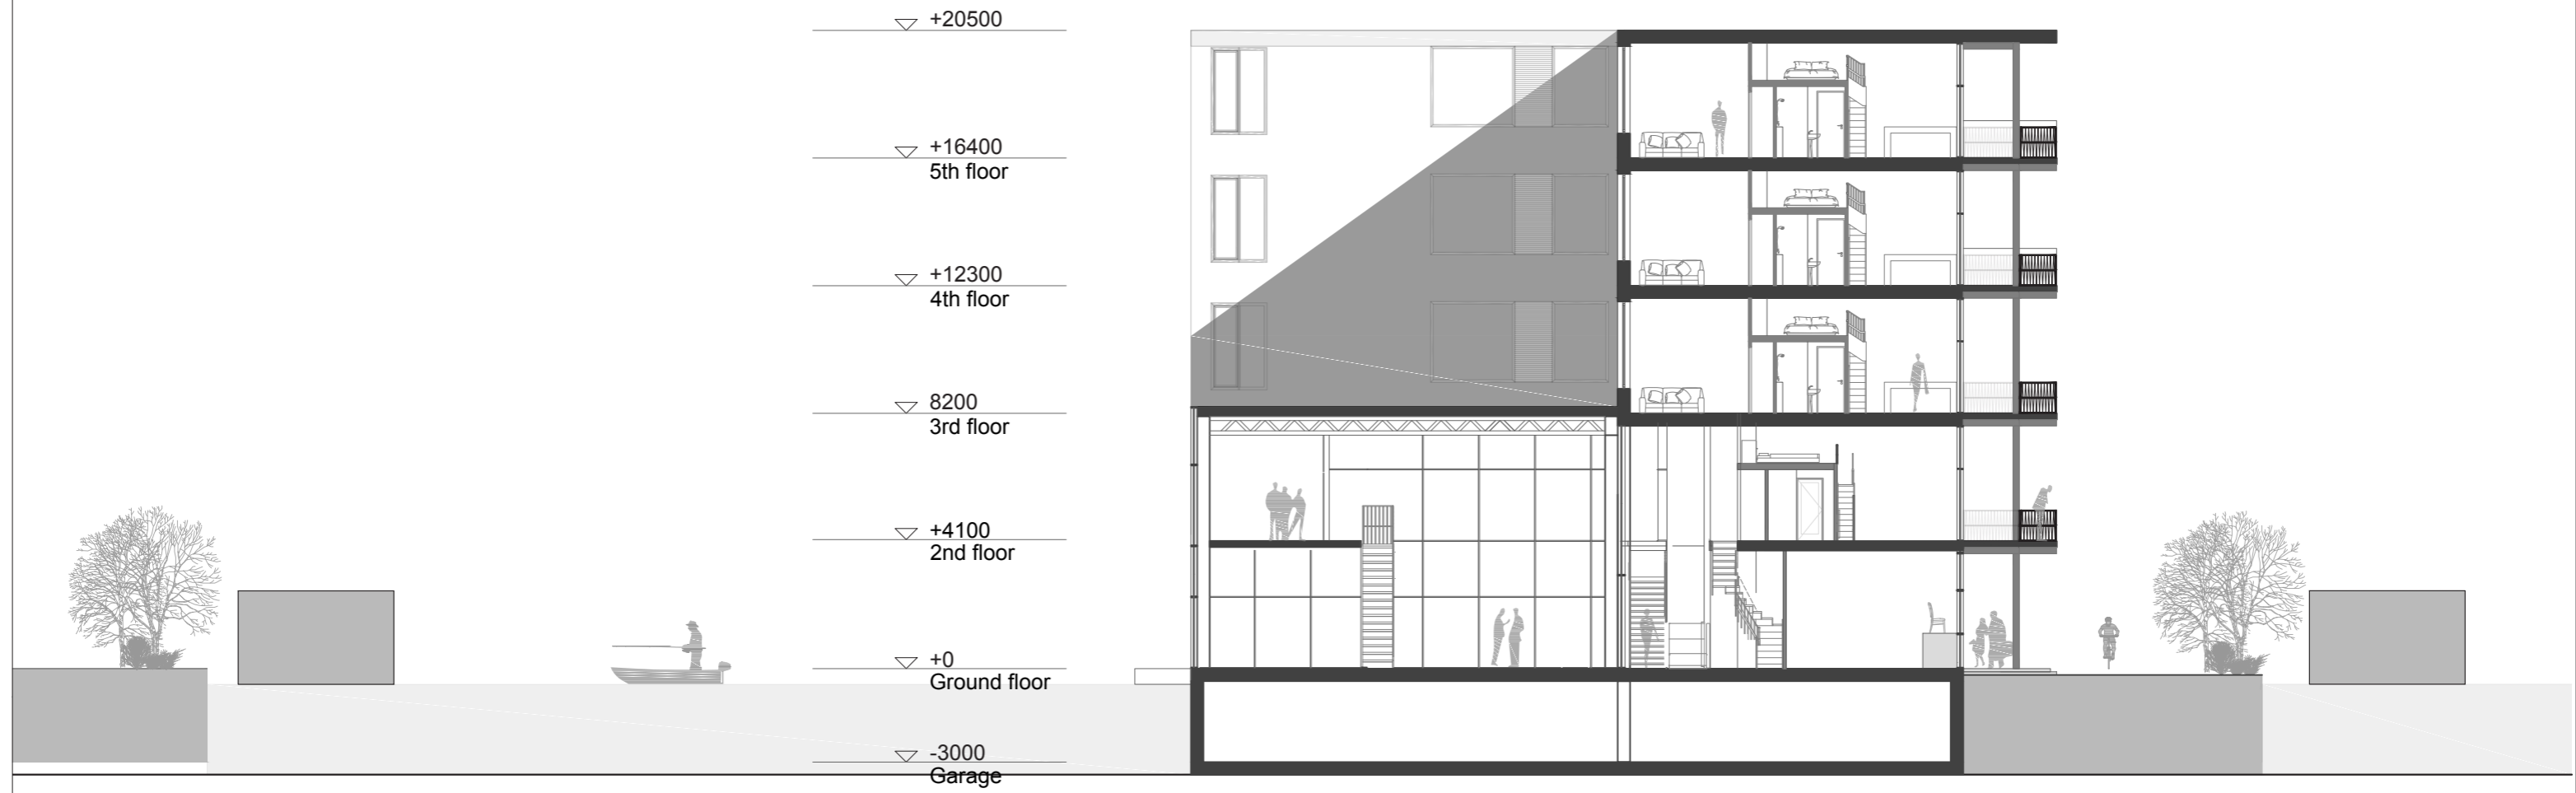 +20500
+16400
5th floor
+12300
4th floor
8200
3rd floor
+4100
2nd floor
+0
Ground floor
-3000
Garage